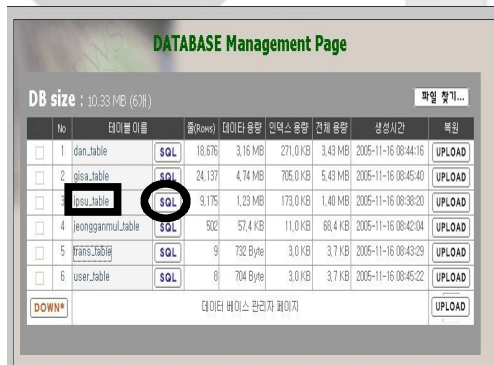 DATABASE Management Page
DB size : 10.33 MB (6개)
파일 찾기...
No 테이블 이름 줄(Rows) 데이타 용량 인덱스 용량 전체 용량 생성시간 복원
1 dan_table SQL 18,676 3,16 MB 271,0 KB 3,43 MB 2005-11-16 08:44:16 UPLOAD
2 gisa_table SQL 24,137 4,74 MB 705,0 KB 5,43 MB 2005-11-16 08:45:40 UPLOAD
3 ipsu_table SQL 9,175 1,23 MB 173,0 KB 1,40 MB 2005-11-16 08:38:20 UPLOAD
4 jeongganmul_table SQL 502 57,4 KB 11,0 KB 68,4 KB 2005-11-16 08:42:04 UPLOAD
5 trans_table SQL 9 732 Byte 3,0 KB 3,7 KB 2005-11-16 08:43:29 UPLOAD
6 user_table SQL 8 704 Byte 3,0 KB 3,7 KB 2005-11-16 08:45:22 UPLOAD
DOWN* 데이터 베이스 관리자 페이지 UPLOAD